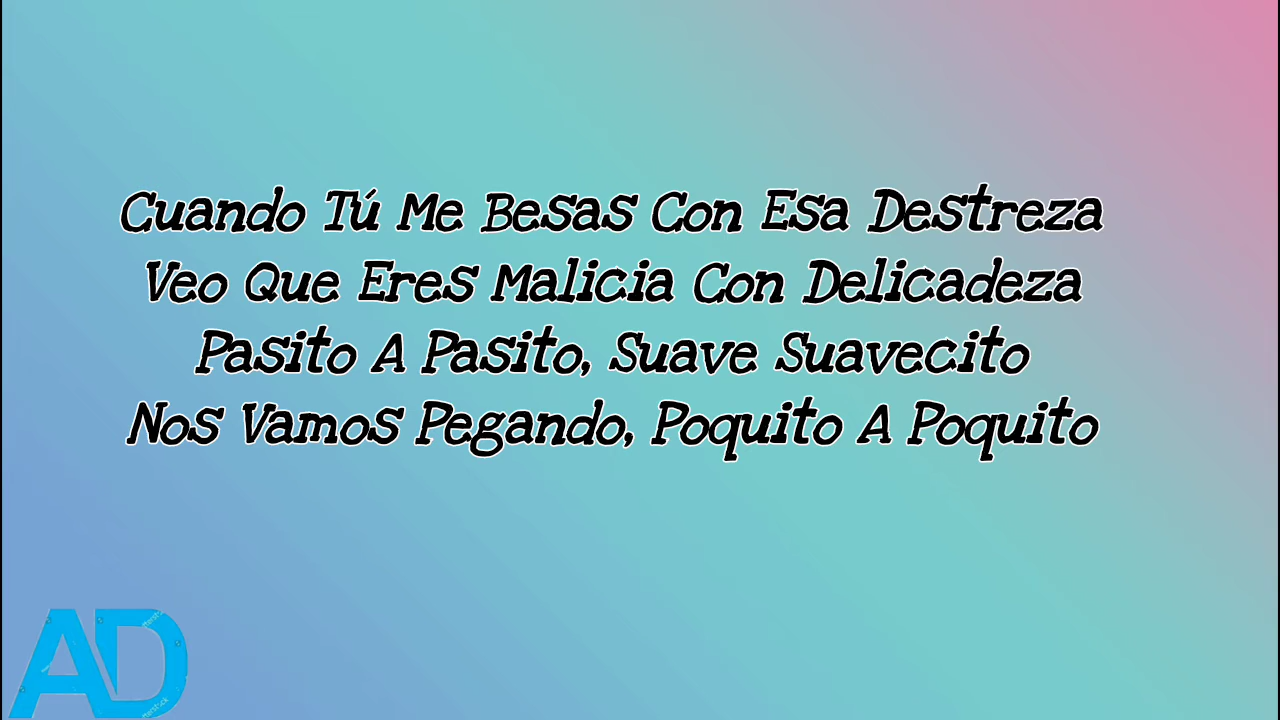 Cuando Tú Me Besas Con Esa Destreza
Veo Que Eres Malicia Con Delicadeza
Pasito A Pasito, Suave Suavecito
Nos Vamos Pegando, Poquito A Poquito
AD